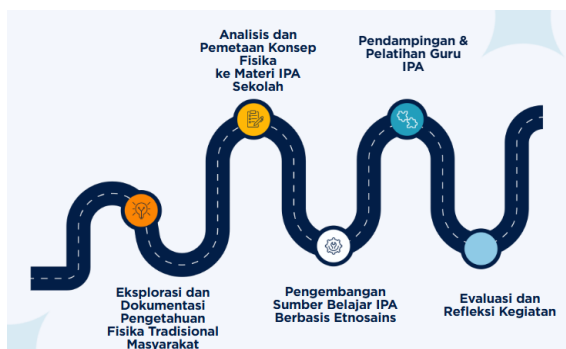 Analisis dan
Pemetaan Konsep
Fisika
ke Materi IPA
Sekolah
Pendampingan &
Pelatihan Guru
IPA
Eksplorasi dan
Dokumentasi
Pengetahuan
Fisika Tradisional
Masyarakat
Pengembangan
Sumber Belajar IPA
Berbasis Etnosains
Evaluasi dan
Refleksi Kegiatan